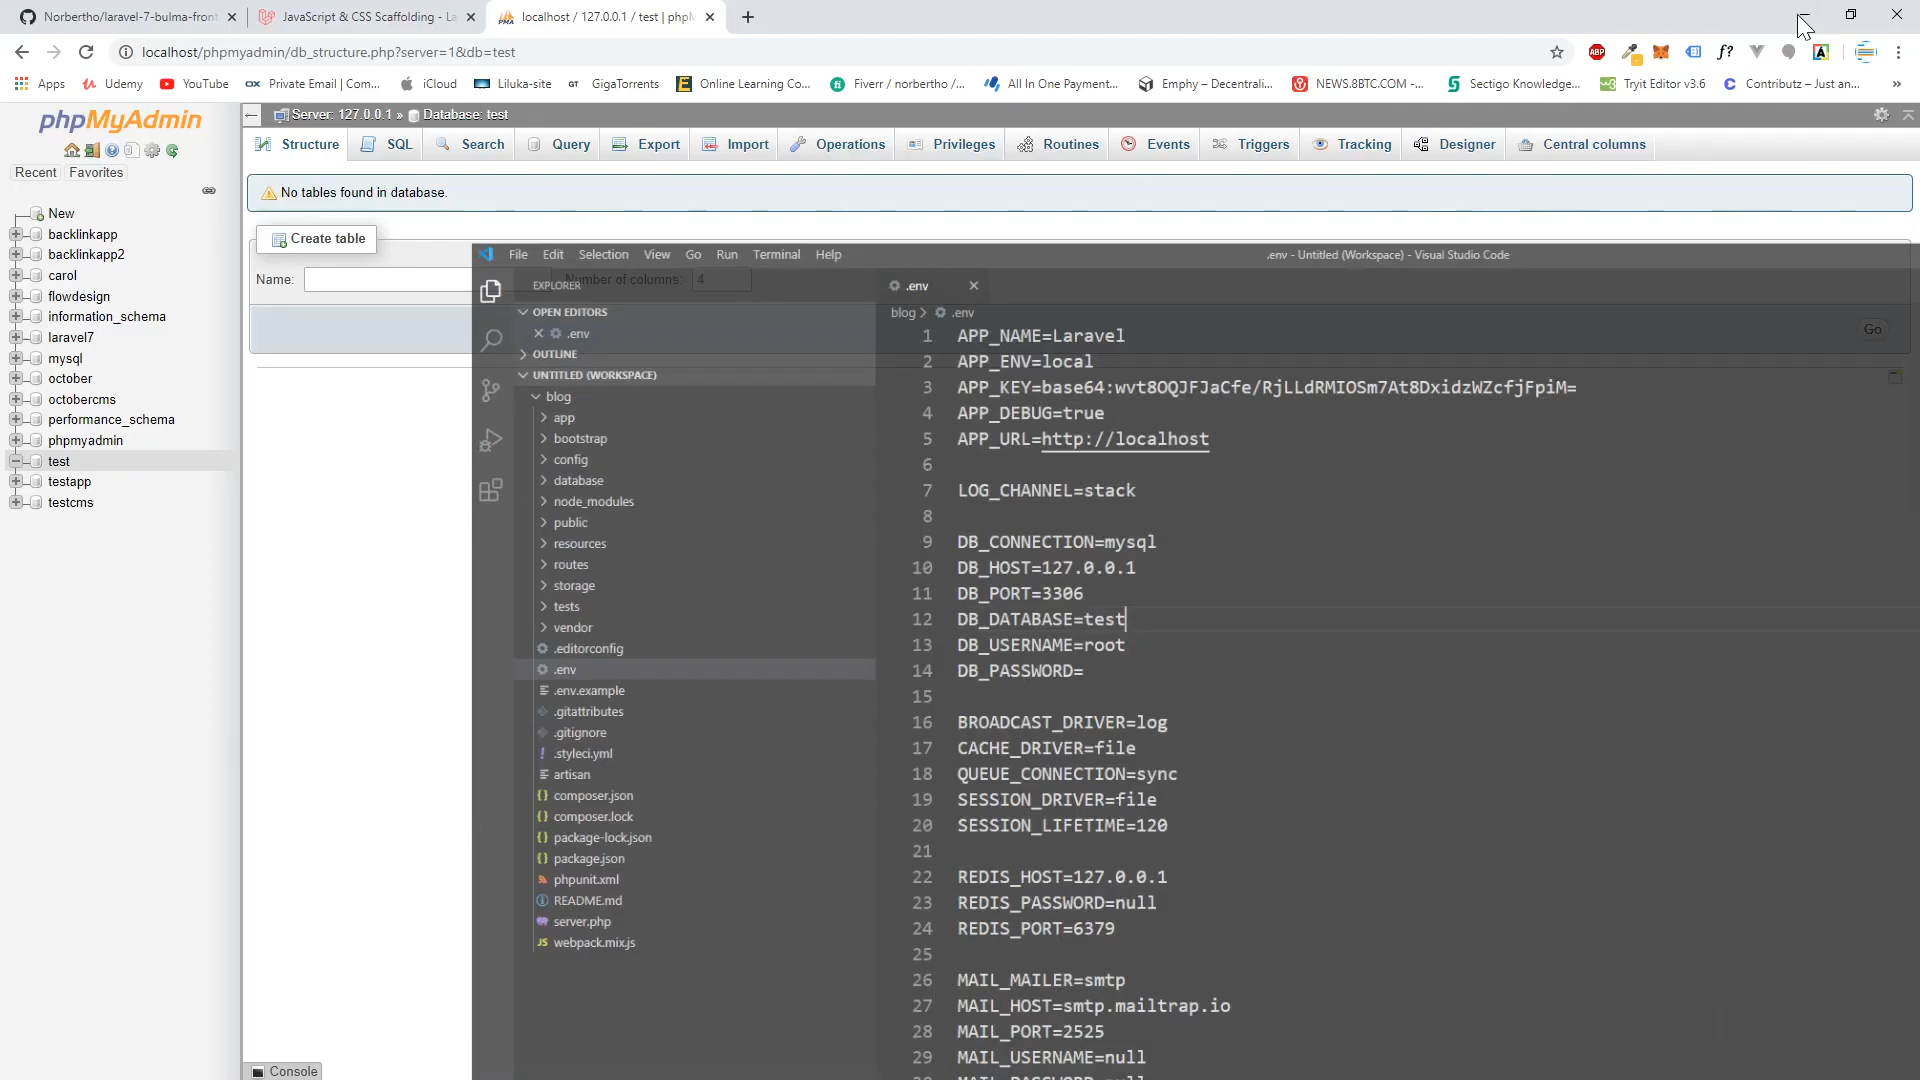 Norbertho/laravel-7-bulma-front
JavaScript & CSS Scaffolding - La
localhost / 127.0.0.1 / test | phpM
localhost/phpmyadmin/db_structure.php?server=1&db=test
ABP
f?
Apps
Udemy
YouTube
Private Email | Com...
iCloud
Liluka-site
GT GigaTorrents
Online Learning Co...
Fiverr / norbertho /...
All In One Payment...
Emphy – Decentrali...
NEWS.8BTC.COM -...
Sectigo Knowledge...
Tryit Editor v3.6
Contributz – Just an...
»
phpMyAdmin
Recent
Favorites
New
backlinkapp
backlinkapp2
carol
flowdesign
information_schema
laravel7
mysql
october
octobercms
performance_schema
phpmyadmin
test
testapp
testcms
Server: 127.0.0.1 » Database: test
Structure
SQL
Search
Query
Export
Import
Operations
Privileges
Routines
Events
Triggers
Tracking
Designer
Central columns
No tables found in database.
Create table
Name:
Number of columns: 4
Go
Console
File Edit Selection View Go Run Terminal Help
.env - Untitled (Workspace) - Visual Studio Code
EXPLORER
OPEN EDITORS
.env
OUTLINE
UNTITLED (WORKSPACE)
blog
app
bootstrap
config
database
node_modules
public
resources
routes
storage
tests
vendor
.editorconfig
.env
.env.example
.gitattributes
.gitignore
.styleci.yml
artisan
composer.json
composer.lock
package-lock.json
package.json
phpunit.xml
README.md
server.php
webpack.mix.js
.env
blog > .env
1 APP_NAME=Laravel
2 APP_ENV=local
3 APP_KEY=base64:wvt8OQJFJaCfe/RjLLdRMIOSm7At8DxidzWZcfjFpiM=
4 APP_DEBUG=true
5 APP_URL=http://localhost
6
7 LOG_CHANNEL=stack
8
9 DB_CONNECTION=mysql
10 DB_HOST=127.0.0.1
11 DB_PORT=3306
12 DB_DATABASE=test
13 DB_USERNAME=root
14 DB_PASSWORD=
15
16 BROADCAST_DRIVER=log
17 CACHE_DRIVER=file
18 QUEUE_CONNECTION=sync
19 SESSION_DRIVER=file
20 SESSION_LIFETIME=120
21
22 REDIS_HOST=127.0.0.1
23 REDIS_PASSWORD=null
24 REDIS_PORT=6379
25
26 MAIL_MAILER=smtp
27 MAIL_HOST=smtp.mailtrap.io
28 MAIL_PORT=2525
29 MAIL_USERNAME=null